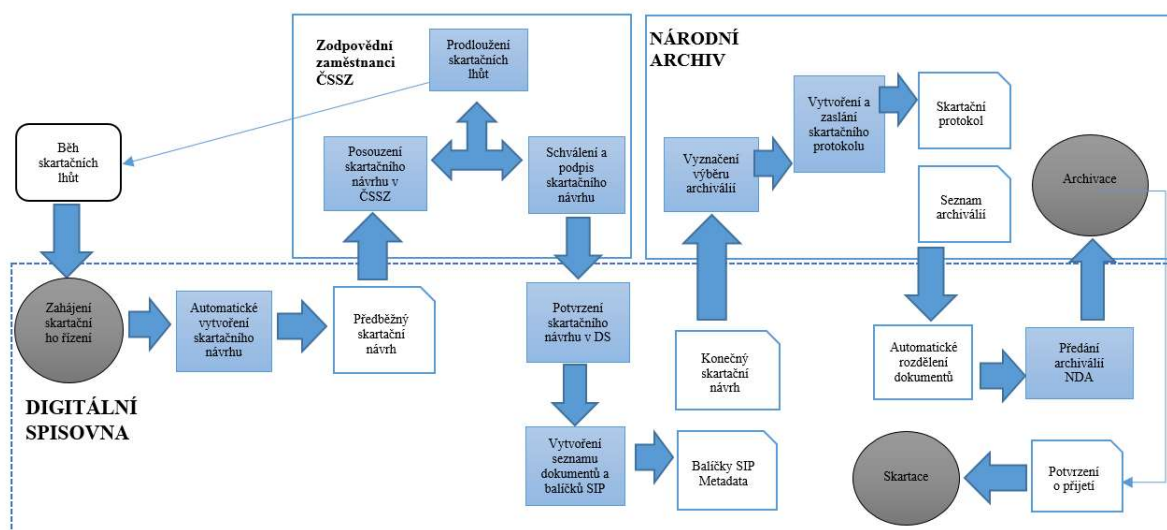 Zodpovědní
zaměstnanci
ČSSZ
Prodloužení
skartačních
lhůt
NÁRODNÍ
ARCHIV
Běh
skartačních
lhůt
Posouzení
skartačního
návrhu v
ČSSZ
Schválení a
podpis
skartačního
návrhu
Vyznačení
výběru
archiválií
Vytvoření a
zaslání
skartačního
protokolu
Skartační
protokol
Seznam
archiválií
Archivace
Zahájení
skartační
ho řízení
Automatické
vytvoření
skartačního
návrhu
Předběžný
skartační
návrh
Potvrzení
skartačního
návrhu v DS
Konečný
skartační
návrh
Automatické
rozdělení
dokumentů
Předání
archiválií
NDA
DIGITÁLNÍ
SPISOVNA
Vytvoření
seznamu
dokumentů a
balíčků SIP
Balíčky SIP
Metadata
Skartace
Potvrzení
o přijetí